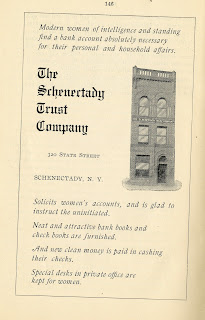 146
Modern women of intelligence and standing
find a bank account absolutely necessary
for their personal and household affairs.
The
Schenectady
Trust
Company
320 State Street
SCHENECTADY, N. Y.
Solicits women's accounts, and is glad to
instruct the uninitiated.
Neat and attractive bank books and
check books are furnished.
And new clean money is paid in cashing
their checks.
Special desks in private office are
kept for women.